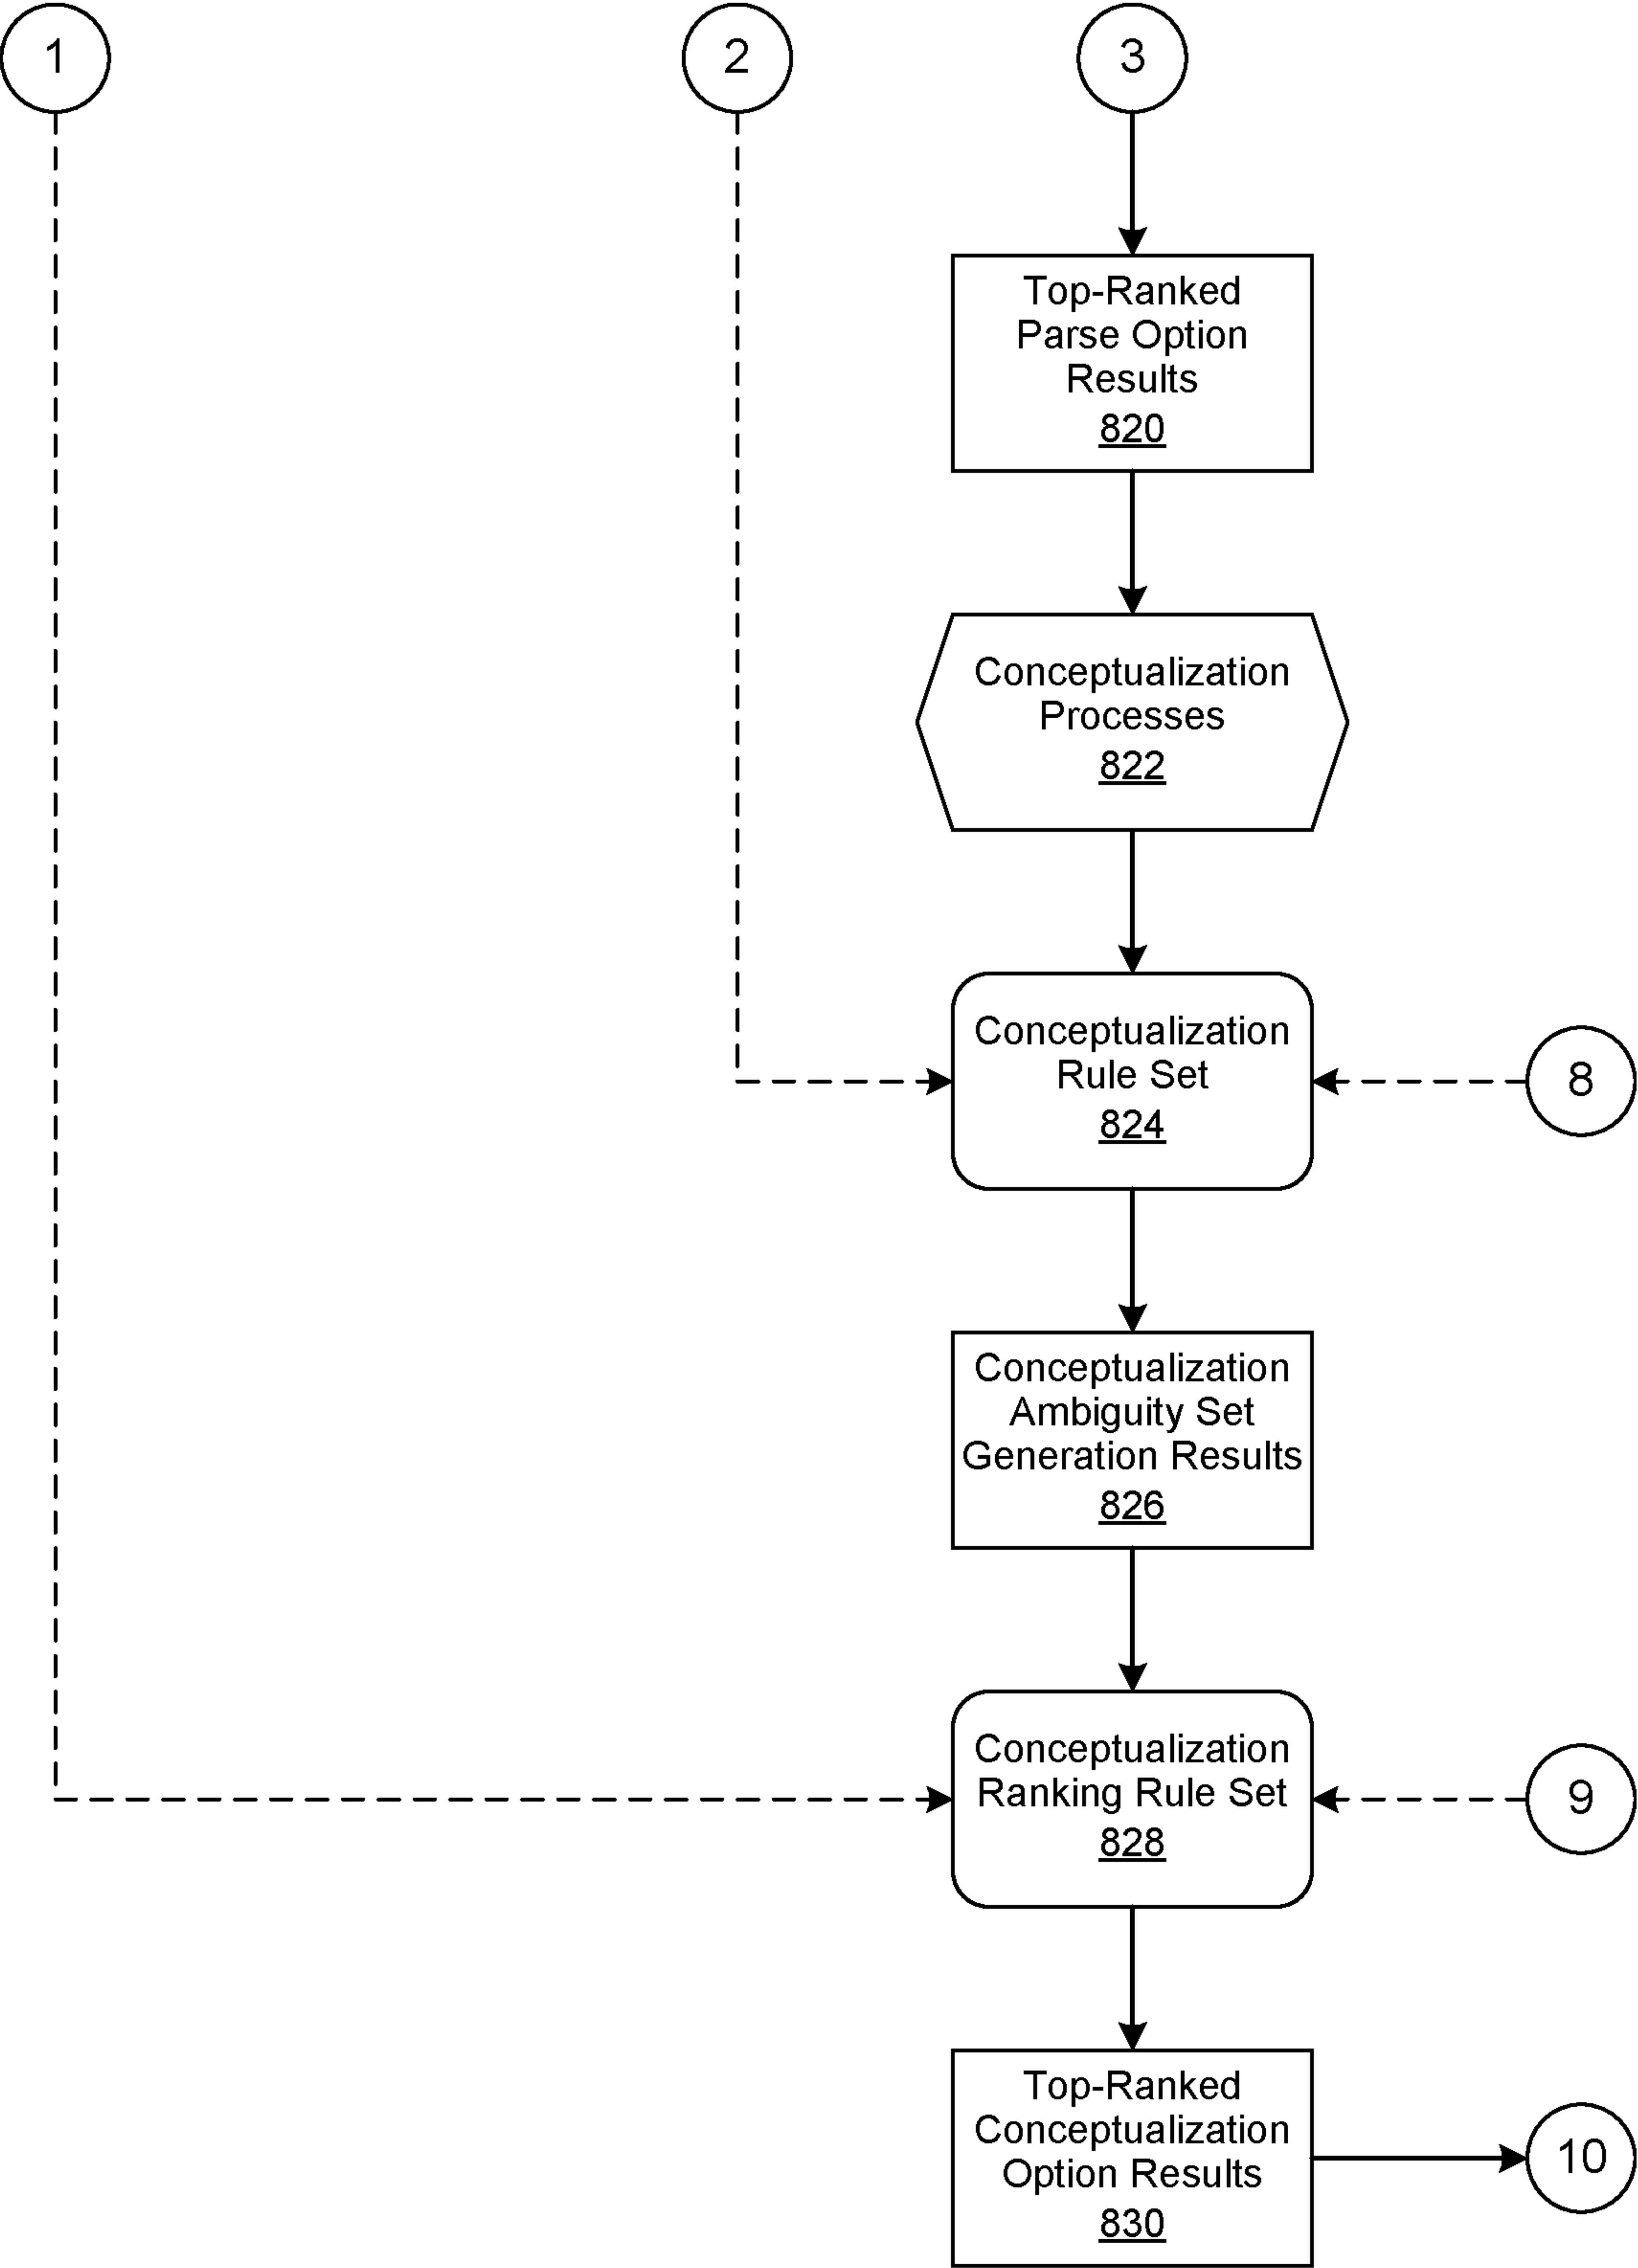 1
2
3
Top-Ranked
Parse Option
Results
820
Conceptualization
Processes
822
Conceptualization
Rule Set
824
8
Conceptualization
Ambiguity Set
Generation Results
826
Conceptualization
Ranking Rule Set
828
9
Top-Ranked
Conceptualization
Option Results
830
10